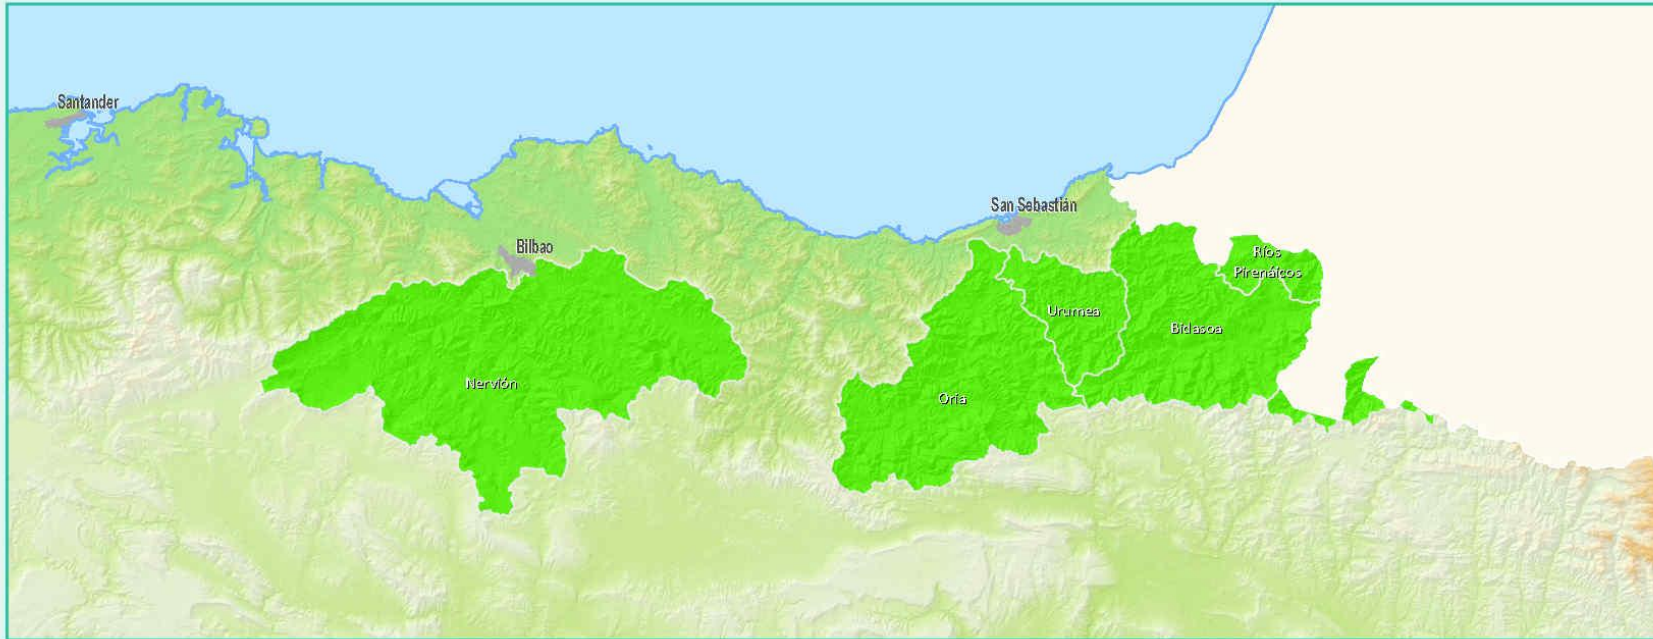 Santander
San Sebastián
Bilbao
Ríos
Pirenáicos
Urumea
Bidasoa
Nervión
Oria